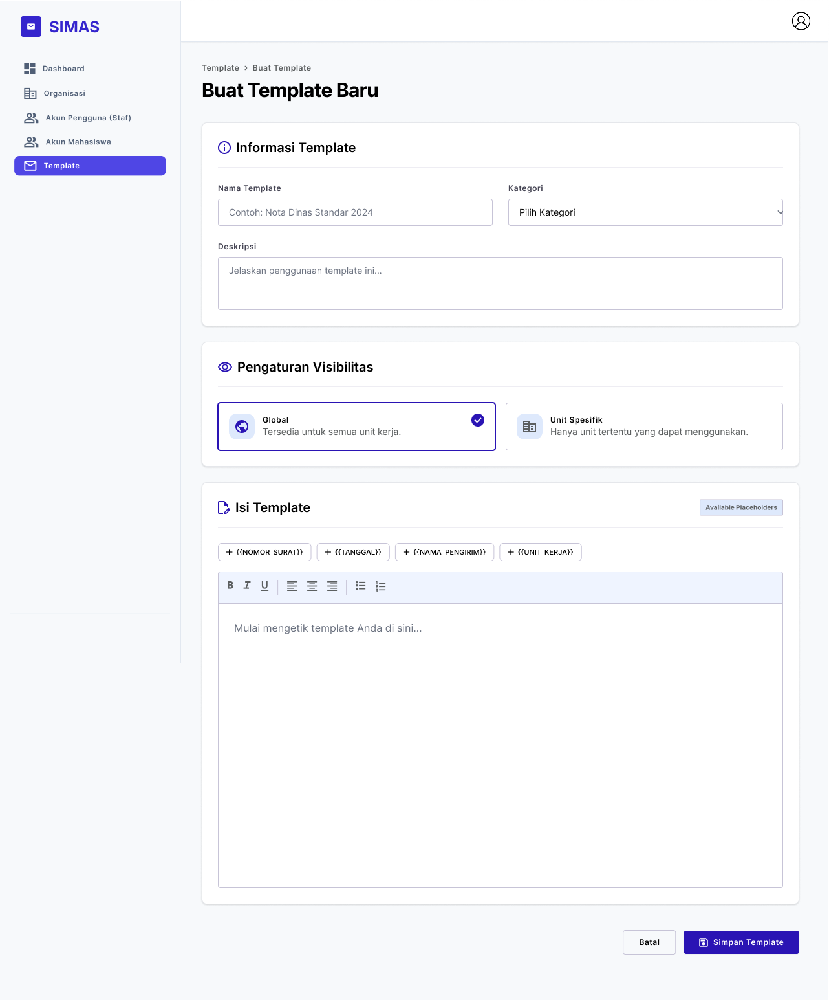 SIMAS
Dashboard
Organisasi
Akun Pengguna (Staf)
Akun Mahasiswa
Template
Template > Buat Template
Buat Template Baru
Informasi Template
Nama Template
Contoh: Nota Dinas Standar 2024
Kategori
Pilih Kategori
Deskripsi
Jelaskan penggunaan template ini...
Pengaturan Visibilitas
Global
Tersedia untuk semua unit kerja.
Unit Spesifik
Hanya unit tertentu yang dapat menggunakan.
Isi Template
Available Placeholders
+ {{NOMOR_SURAT}} + {{TANGGAL}} + {{NAMA_PENGIRIM}} + {{UNIT_KERJA}}
B I U
Mulai mengetik template Anda di sini...
Batal
Simpan Template